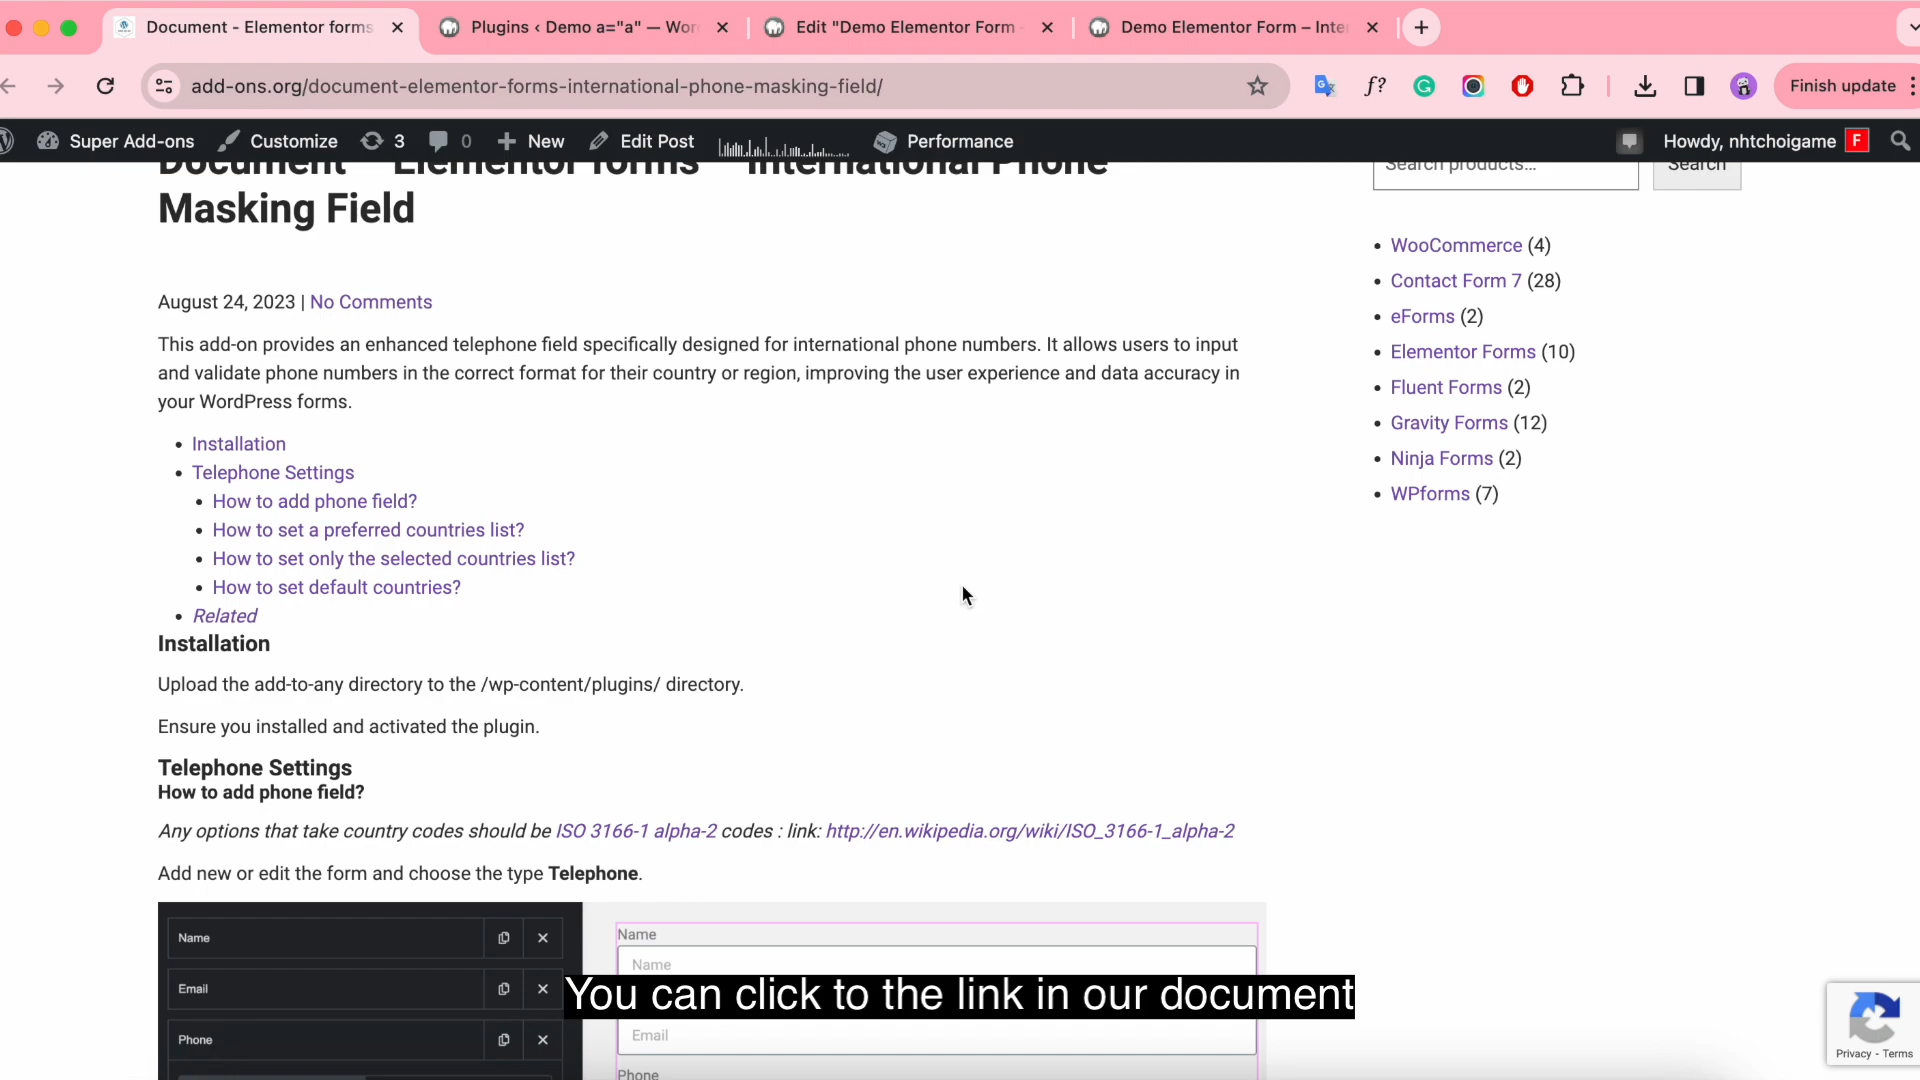 Document - Elementor forms
Plugins ‹ Demo a="a" — Wor
Edit "Demo Elementor Form -
Demo Elementor Form – Inte
add-ons.org/document-elementor-forms-international-phone-masking-field/
f?
Finish update
Super Add-ons
Customize
3
0
New
Edit Post
Performance
Howdy, nhtchoigame
F
Document – Elementor forms – International Phone
Masking Field
Search products…
Search
August 24, 2023 | No Comments
This add-on provides an enhanced telephone field specifically designed for international phone numbers. It allows users to input
and validate phone numbers in the correct format for their country or region, improving the user experience and data accuracy in
your WordPress forms.
• Installation
• Telephone Settings
• How to add phone field?
• How to set a preferred countries list?
• How to set only the selected countries list?
• How to set default countries?
• Related
• WooCommerce (4)
• Contact Form 7 (28)
• eForms (2)
• Elementor Forms (10)
• Fluent Forms (2)
• Gravity Forms (12)
• Ninja Forms (2)
• WPforms (7)
Installation
Upload the add-to-any directory to the /wp-content/plugins/ directory.
Ensure you installed and activated the plugin.
Telephone Settings
How to add phone field?
Any options that take country codes should be ISO 3166-1 alpha-2 codes : link: http://en.wikipedia.org/wiki/ISO_3166-1_alpha-2
Add new or edit the form and choose the type Telephone.
Name
Email
Phone
Name
Name
You can click to the link in our document
Email
Phone
Privacy - Terms